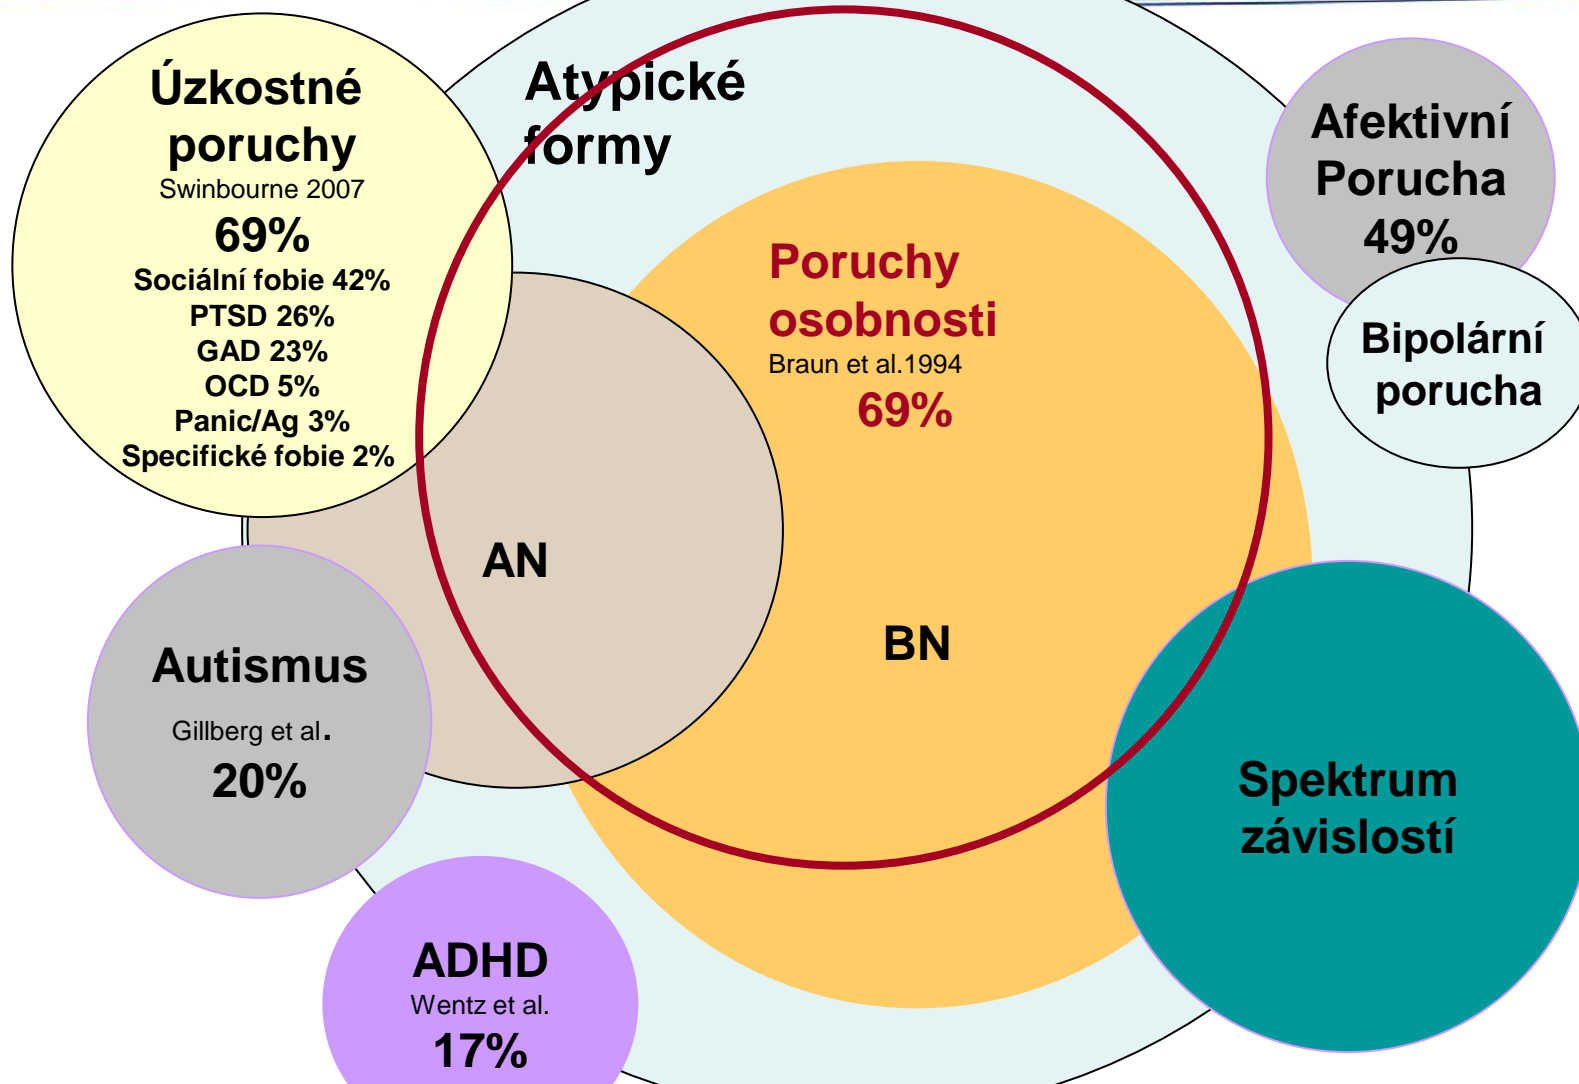 Úzkostné
poruchy
Swinbourne 2007
69%
Sociální fobie 42%
PTSD 26%
GAD 23%
OCD 5%
Panic/Ag 3%
Specifické fobie 2%
Atypické
formy
Afektivní
Porucha
49%
Bipolární
porucha
Poruchy
osobnosti
Braun et al.1994
69%
AN
BN
Autismus
Gillberg et al.
20%
Spektrum
závislostí
ADHD
Wentz et al.
17%